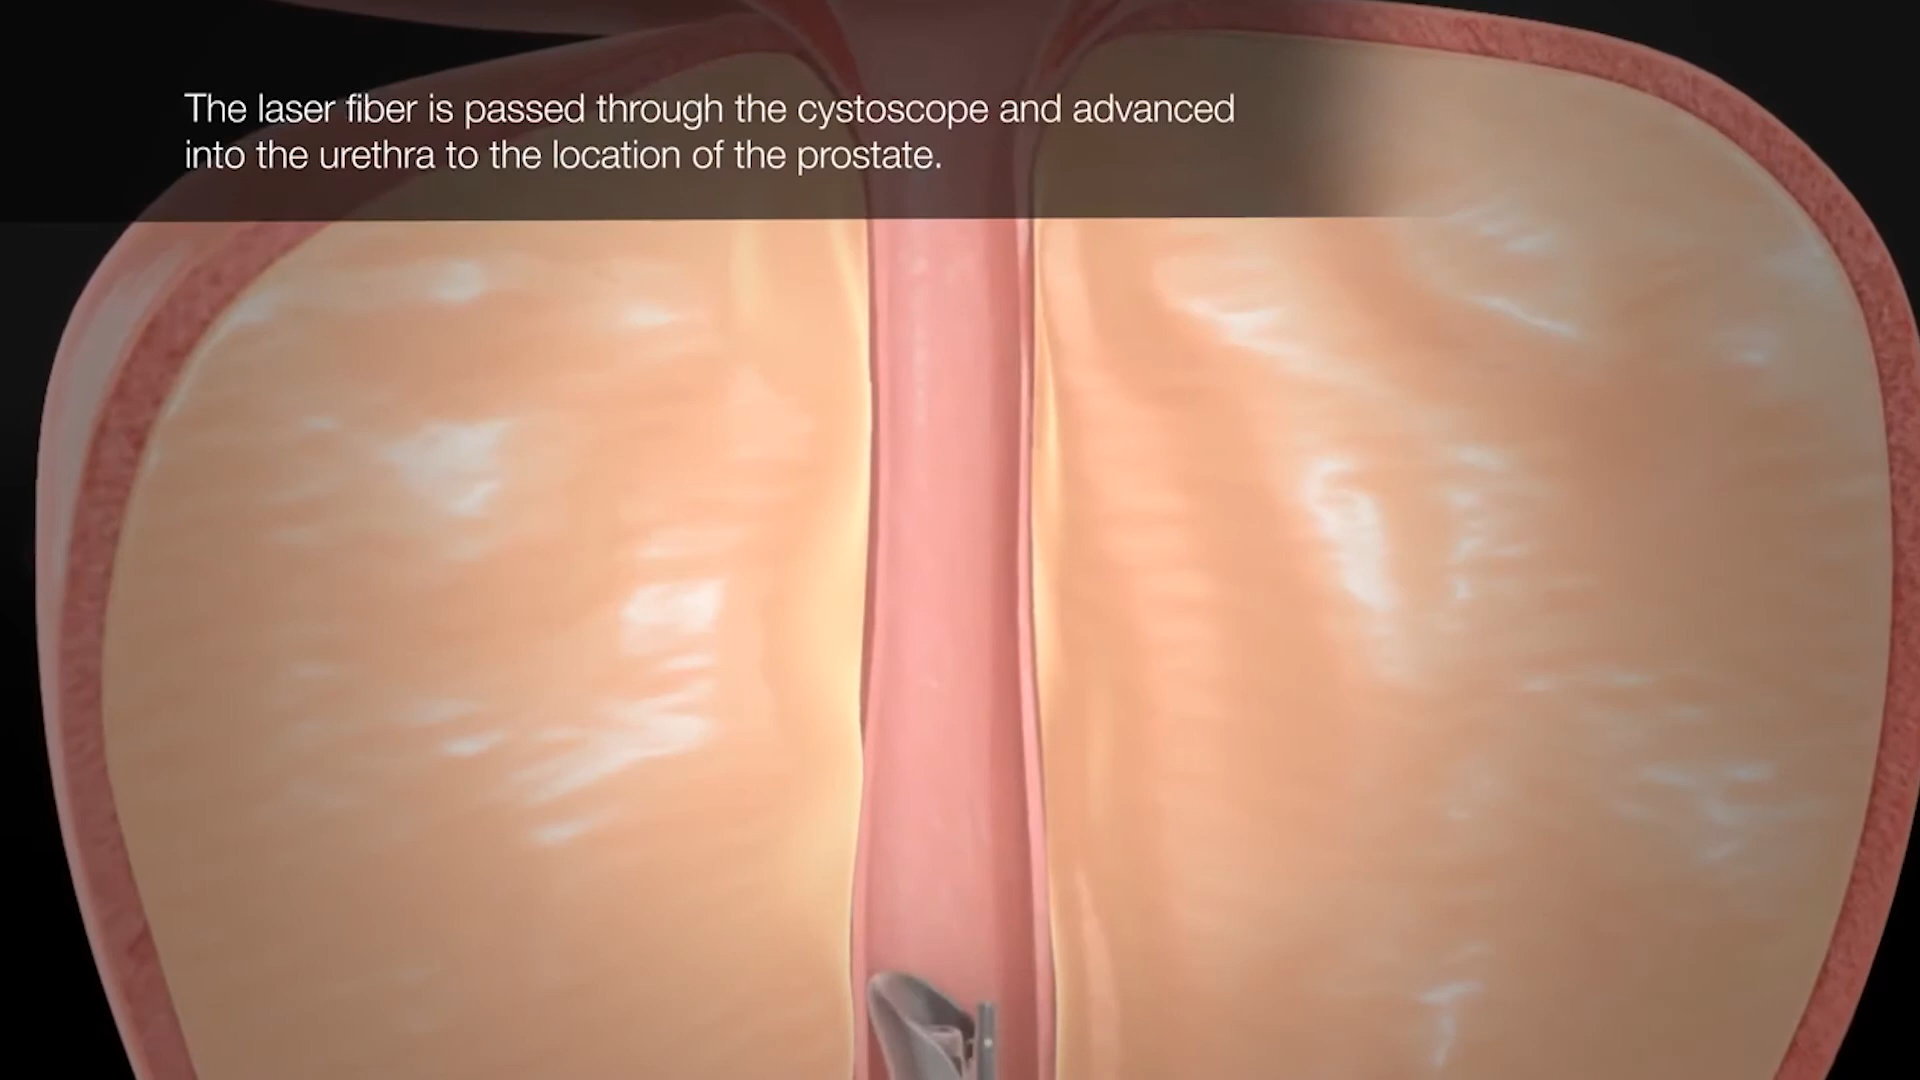 The laser fiber is passed through the cystoscope and advanced
into the urethra to the location of the prostate.